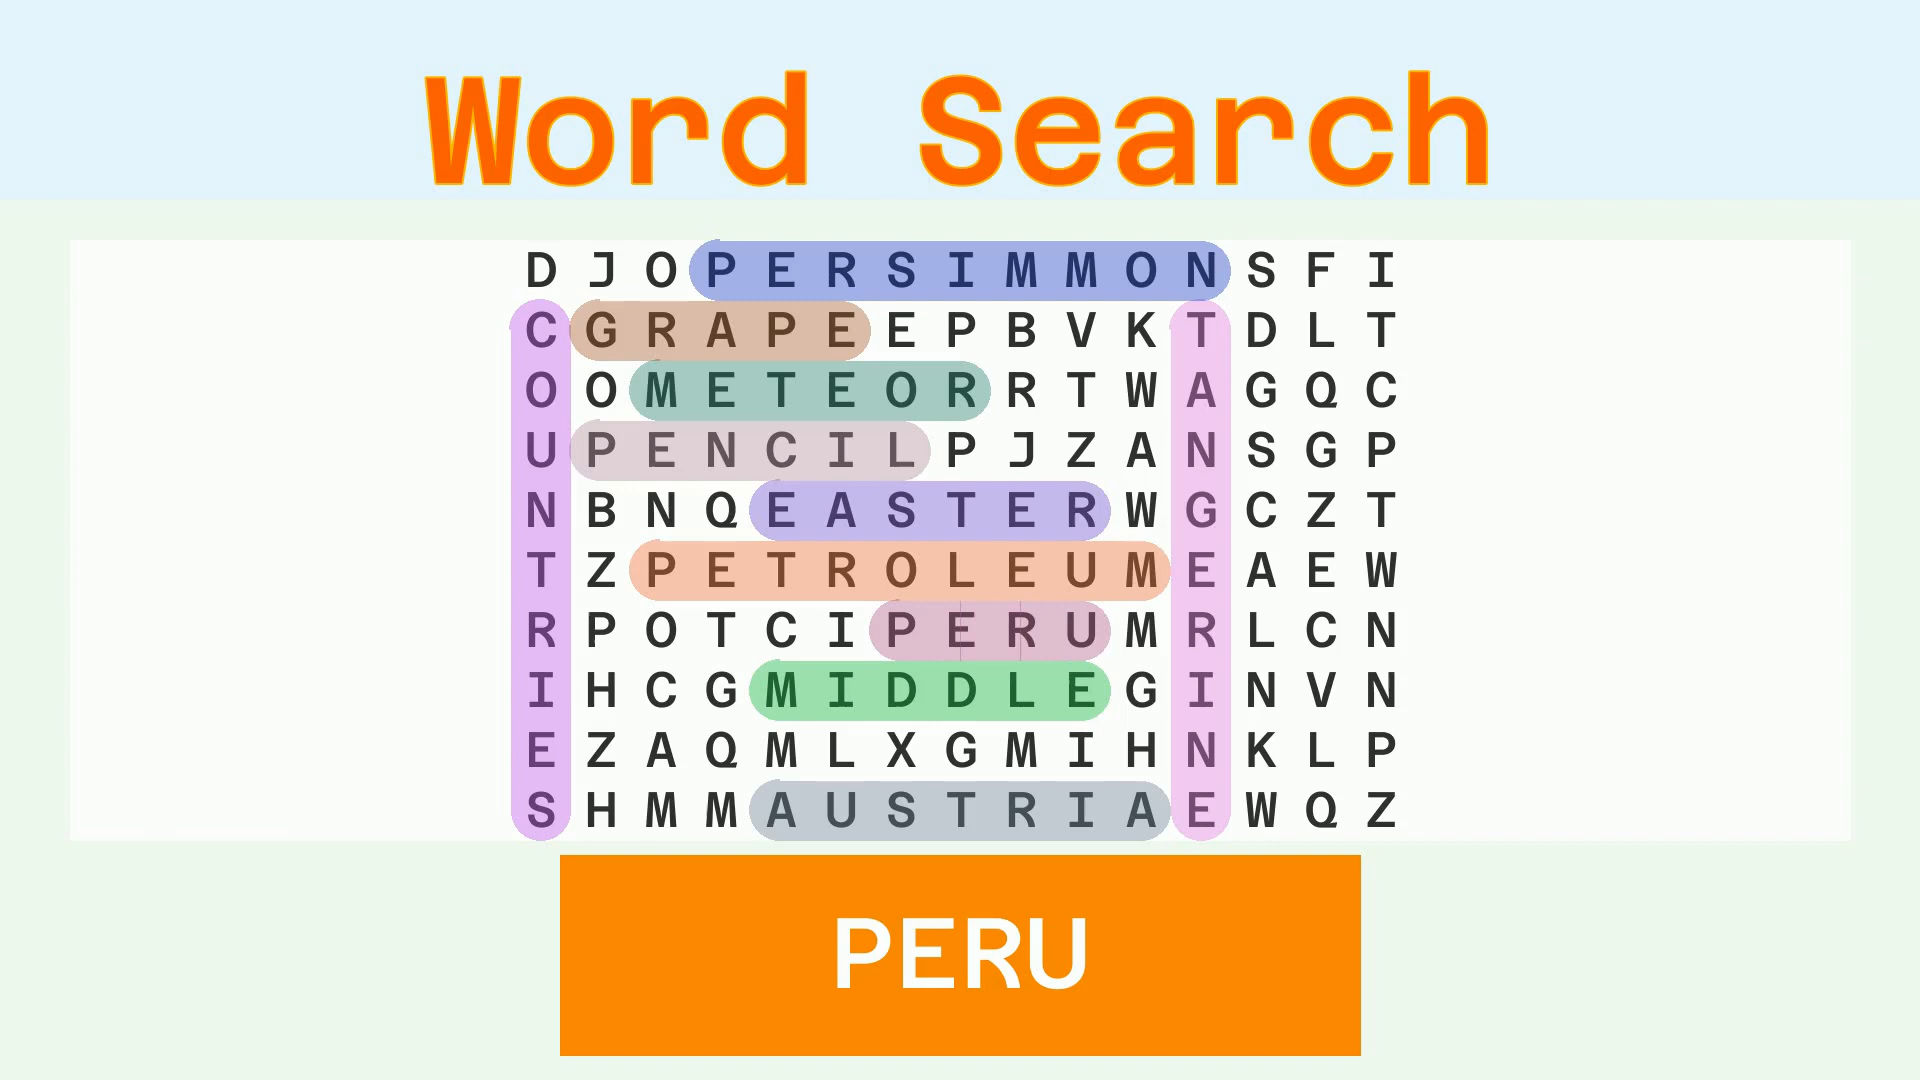 Word Search
D J O P E R S I M M O N S F I
C G R A P E E P B V K T D L T
O O M E T E O R R T W A G Q C
U P E N C I L P J Z A N S G P
N B N Q E A S T E R W G C Z T
T Z P E T R O L E U M E A E W
R P O T C I P E R U M R L C N
I H C G M I D D L E G I N V N
E Z A Q M L X G M I H N K L P
S H M M A U S T R I A E W Q Z
PERU